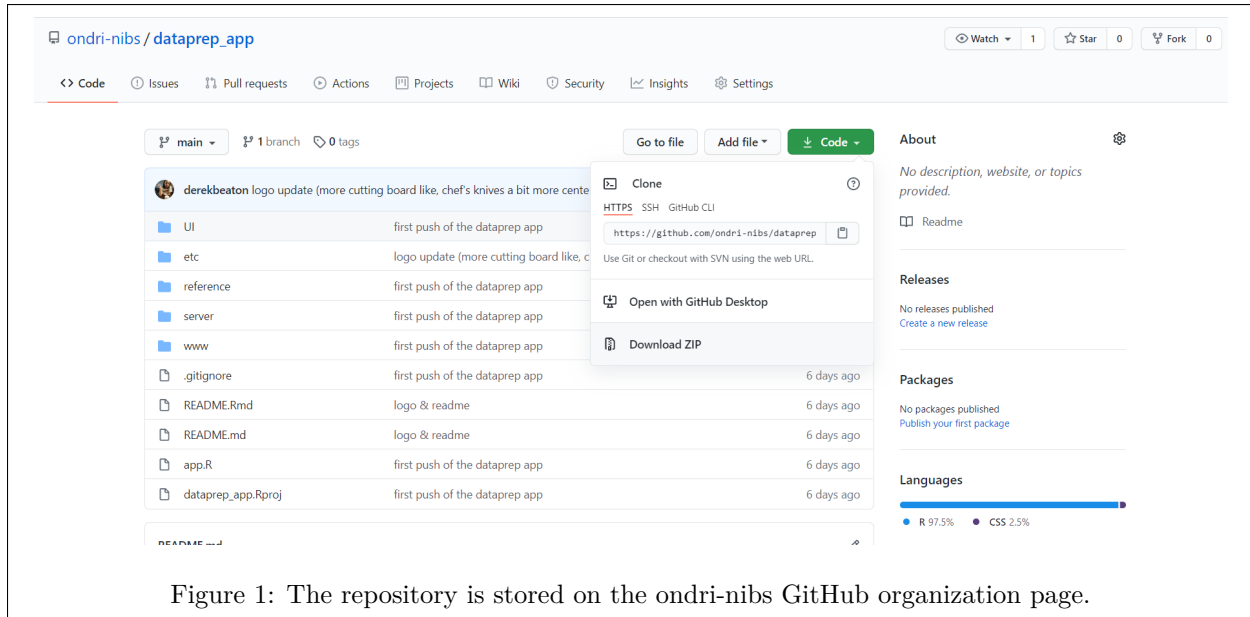 ondri-nibs / dataprep_app
Watch 1 Star 0 Fork 0
Code Issues Pull requests Actions Projects Wiki Security Insights Settings
main 1 branch 0 tags Go to file Add file Code
derekbeaton logo update (more cutting board like, chef's knives a bit more cente
UI first push of the dataprep app
etc logo update (more cutting board like, c
reference first push of the dataprep app
server first push of the dataprep app
www first push of the dataprep app
.gitignore first push of the dataprep app 6 days ago
README.Rmd logo & readme 6 days ago
README.md logo & readme 6 days ago
app.R first push of the dataprep app 6 days ago
dataprep_app.Rproj first push of the dataprep app 6 days ago
README.md
Clone
HTTPS SSH GitHub CLI
https://github.com/ondri-nibs/dataprep
Use Git or checkout with SVN using the web URL.
Open with GitHub Desktop
Download ZIP
About
No description, website, or topics
provided.
Readme
Releases
No releases published
Create a new release
Packages
No packages published
Publish your first package
Languages
R 97.5% CSS 2.5%
Figure 1: The repository is stored on the ondri-nibs GitHub organization page.